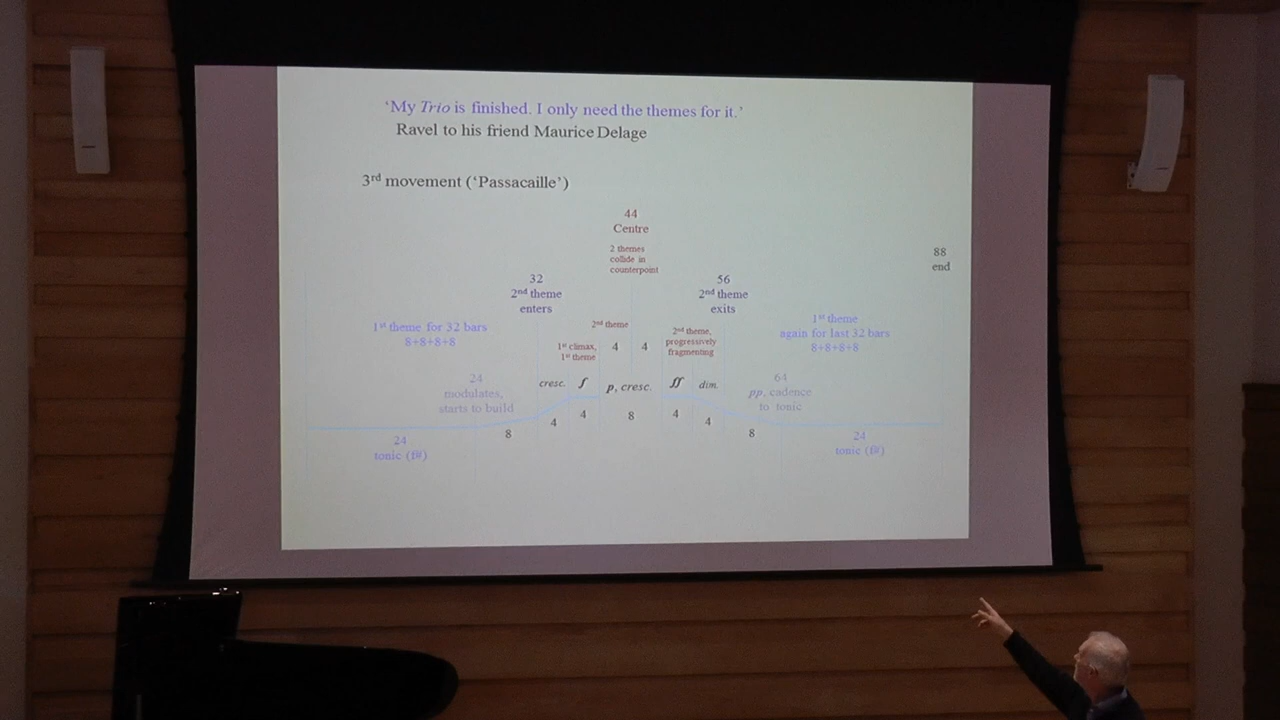 ‘My Trio is finished. I only need the themes for it.’
Ravel to his friend Maurice Delage
3rd movement (‘Passacaille’)
44
Centre
2 themes
collide in
counterpoint
88
end
32
2nd theme
enters
56
2nd theme
exits
1st theme for 32 bars
8+8+8+8
2nd theme
1st climax,
1st theme
4
4
2nd theme,
progressively
fragmenting
1st theme
again for last 32 bars
8+8+8+8
24
modulates,
starts to build
cresc.
f
p, cresc.
ff
dim.
64
pp, cadence
to tonic
24
tonic (f#)
8
4
4
8
4
4
8
24
tonic (f#)